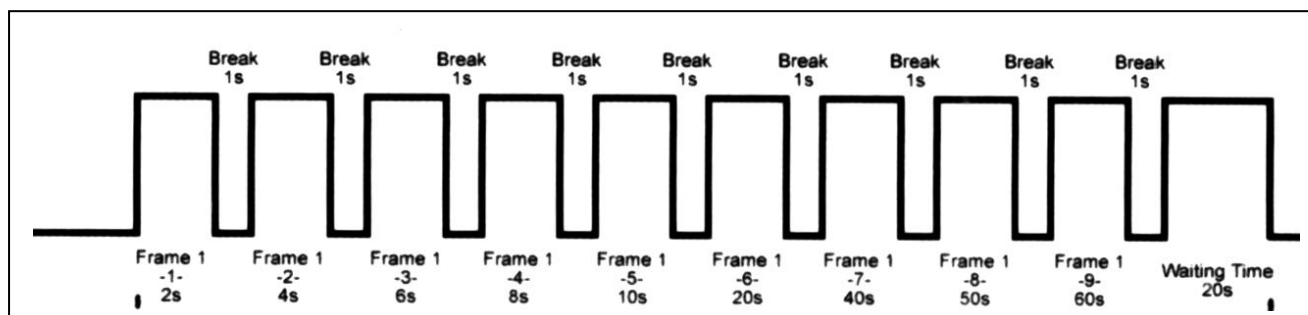 Break Break Break Break Break Break Break Break Break
1s 1s 1s 1s 1s 1s 1s 1s 1s
Frame 1 Frame 1 Frame 1 Frame 1 Frame 1 Frame 1 Frame 1 Frame 1 Frame 1
-1- -2- -3- -4- -5- -6- -7- -8- -9- Waiting Time
2s 4s 6s 8s 10s 20s 40s 50s 60s 20s